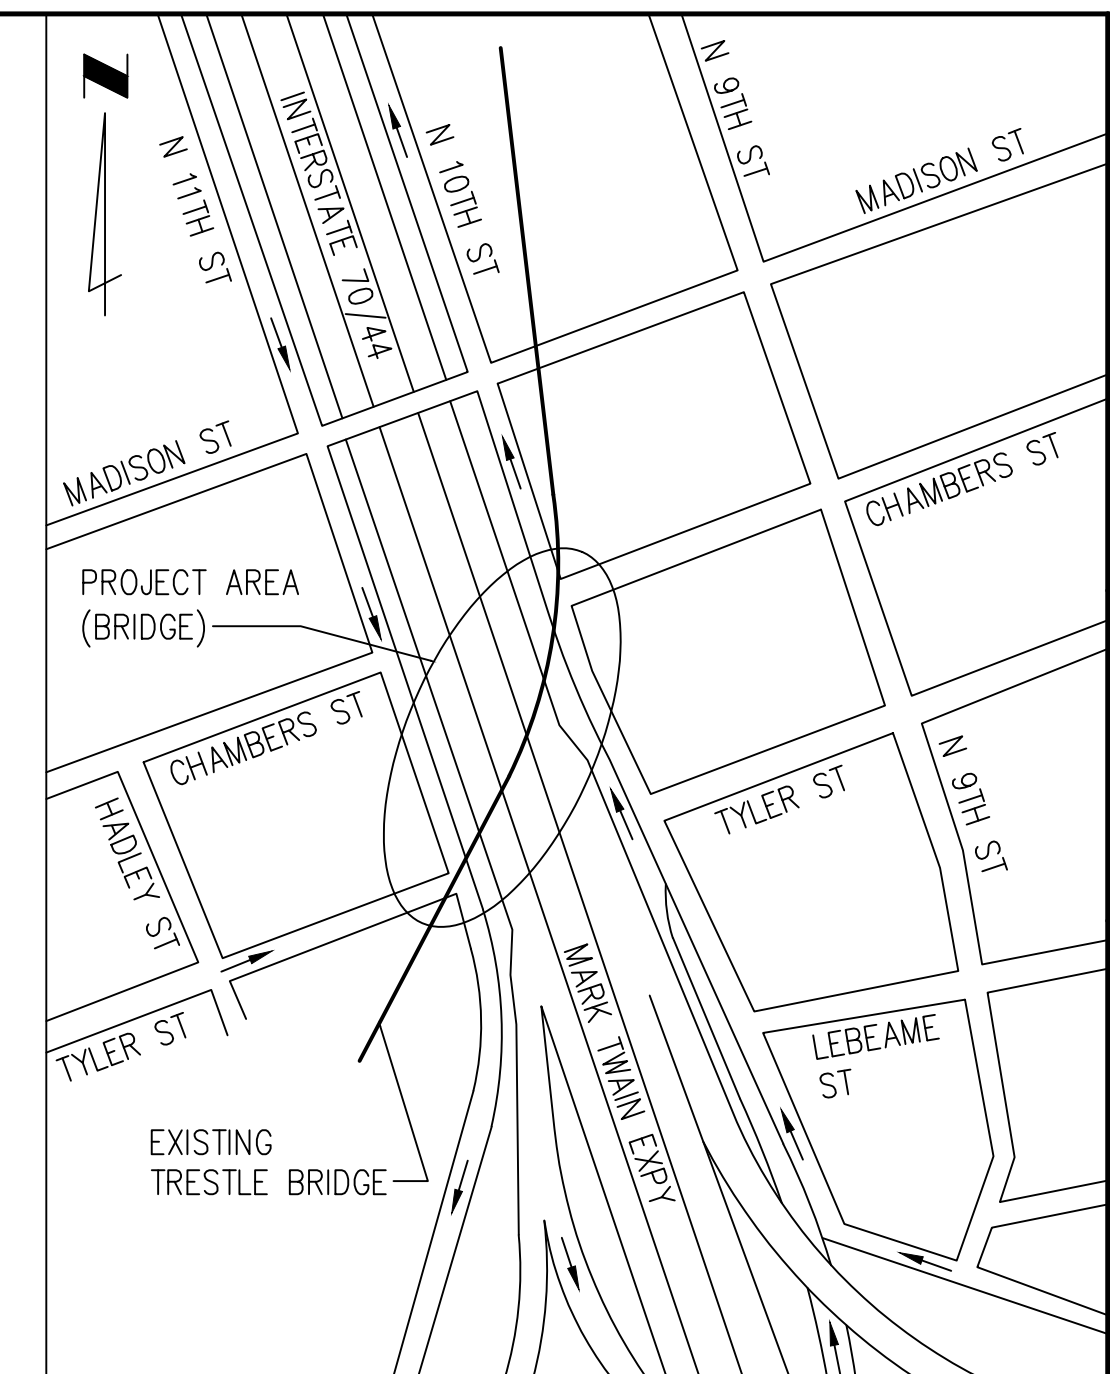 N
N 11TH ST
INTERSTATE 70/44
N 10TH ST
N 9TH ST
MADISON ST
MADISON ST
CHAMBERS ST
PROJECT AREA
(BRIDGE)
CHAMBERS ST
HADLEY ST
TYLER ST
N 9TH ST
TYLER ST
MARK TWAIN EXPY
LEBEAME
ST
EXISTING
TRESTLE BRIDGE